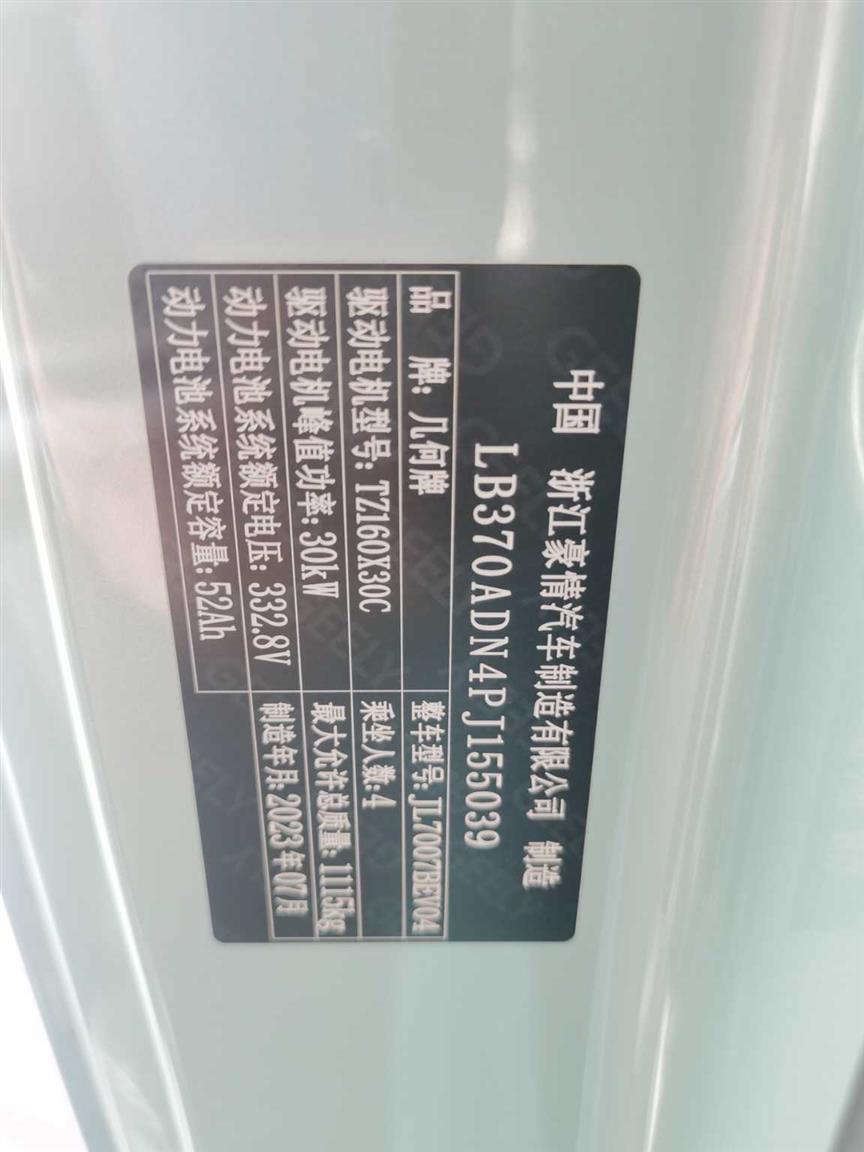 中国 浙江豪情汽车制造有限公司 制造
LB370ADN4PJ155039
品 牌: 几何牌 整车型号: JL7007BEV04
驱动电机型号: TZ160X30C 乘坐人数:4
驱动电机峰值功率: 30kW 最大允许总质量: 1115kg
动力电池系统额定电压: 332.8V 制造年月: 2023年07月
动力电池系统额定容量: 52Ah